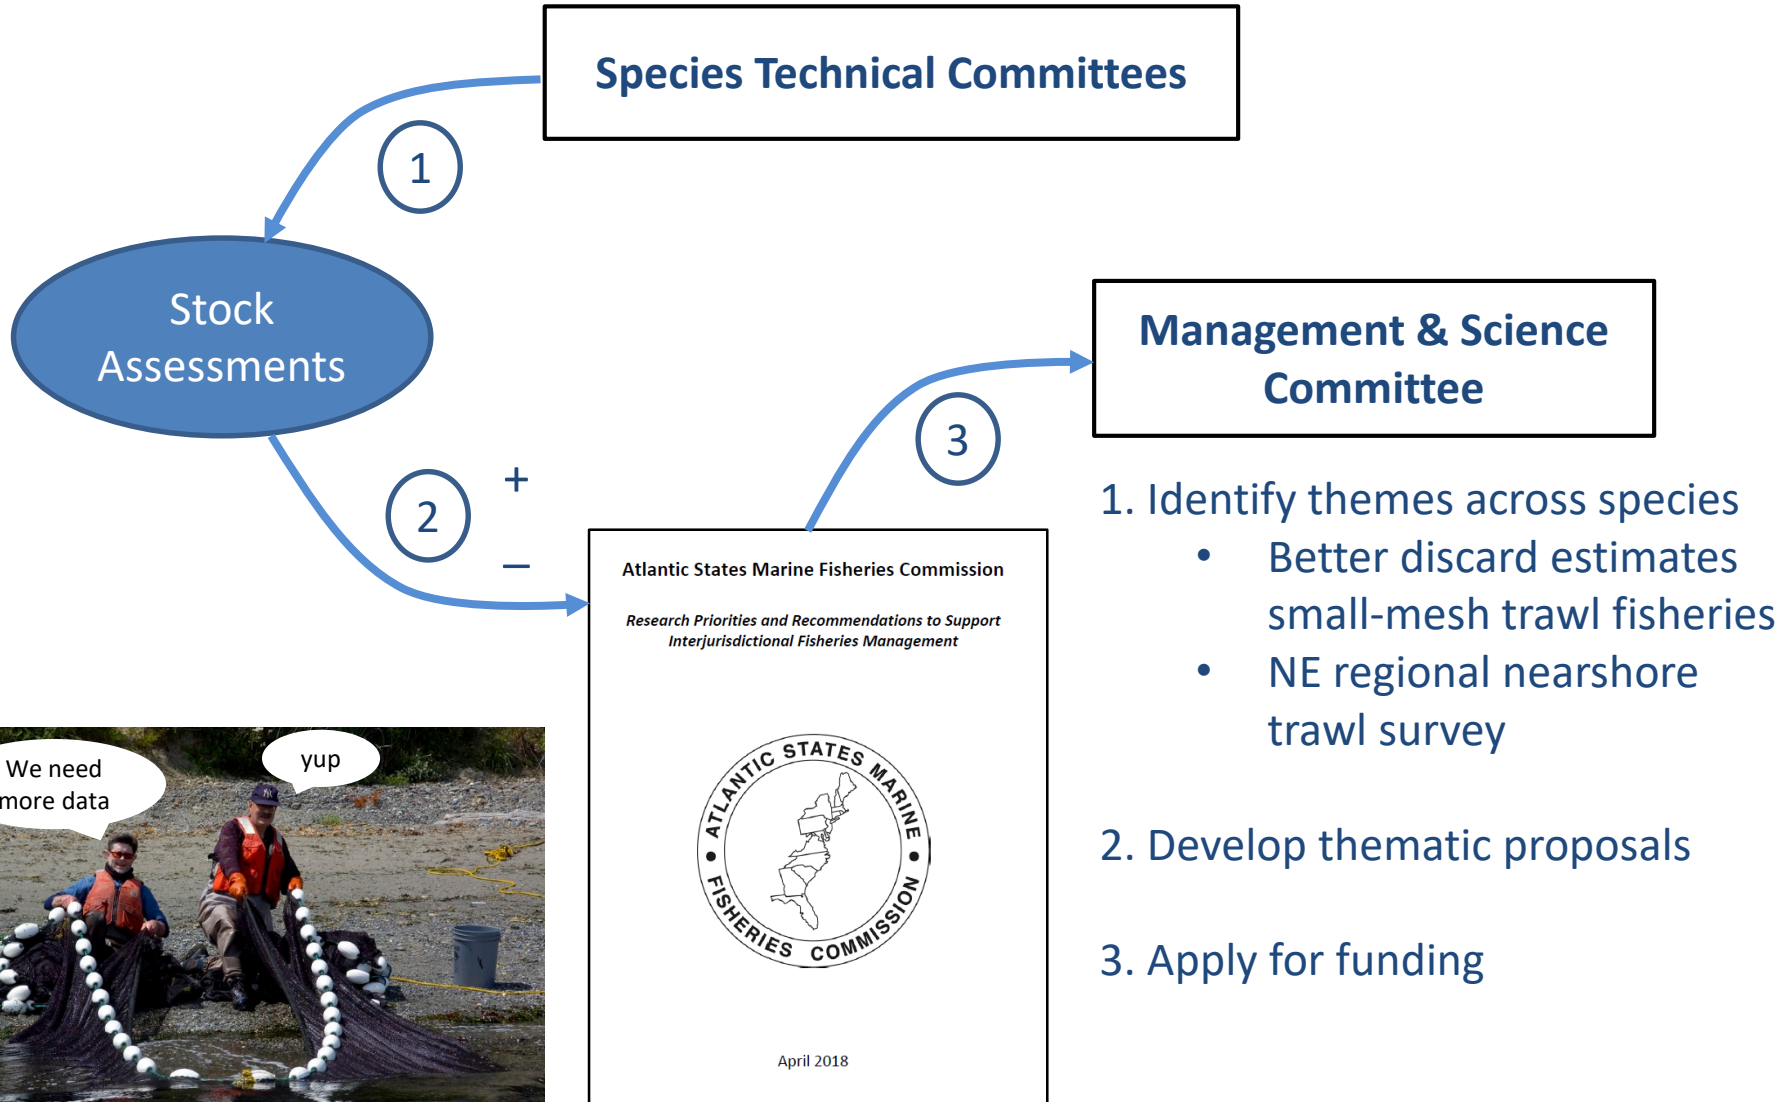 Species Technical Committees
1
Stock
Assessments
Management & Science
Committee
3
2
+
–
1. Identify themes across species
• Better discard estimates
small-mesh trawl fisheries
• NE regional nearshore
trawl survey
2. Develop thematic proposals
3. Apply for funding
Atlantic States Marine Fisheries Commission
Research Priorities and Recommendations to Support
Interjurisdictional Fisheries Management
ATLANTIC STATES MARINE
FISHERIES COMMISSION
April 2018
We need
more data
yup